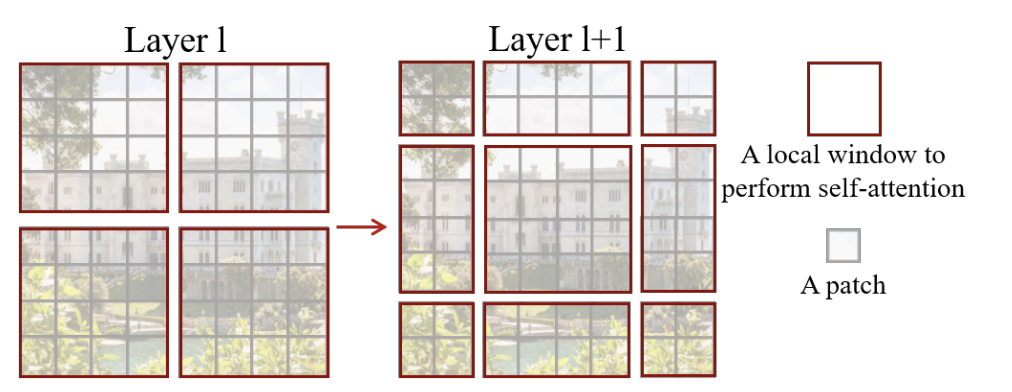 Layer l
Layer l+1
A local window to
perform self-attention
A patch